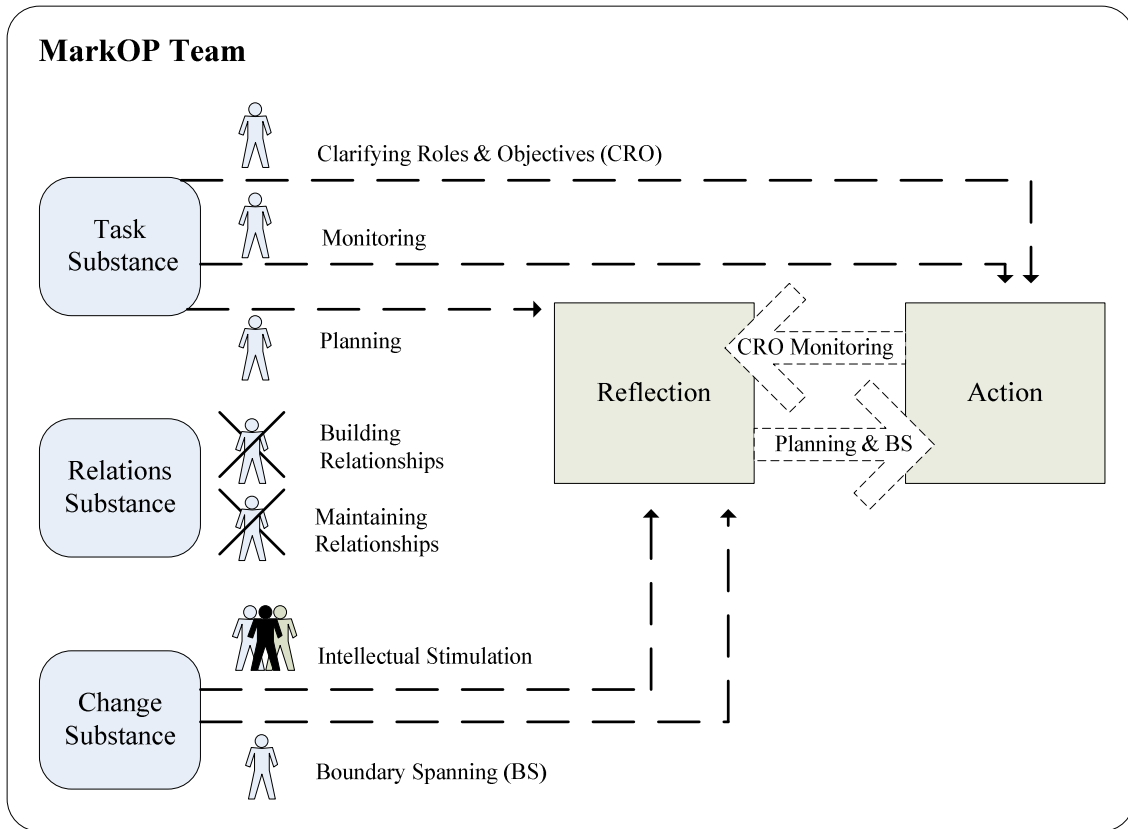 MarkOP Team
Clarifying Roles & Objectives (CRO)
Task
Substance
Monitoring
Planning
CRO Monitoring
Reflection
Action
Planning & BS
Relations
Substance
Building
Relationships
Maintaining
Relationships
Intellectual Stimulation
Change
Substance
Boundary Spanning (BS)